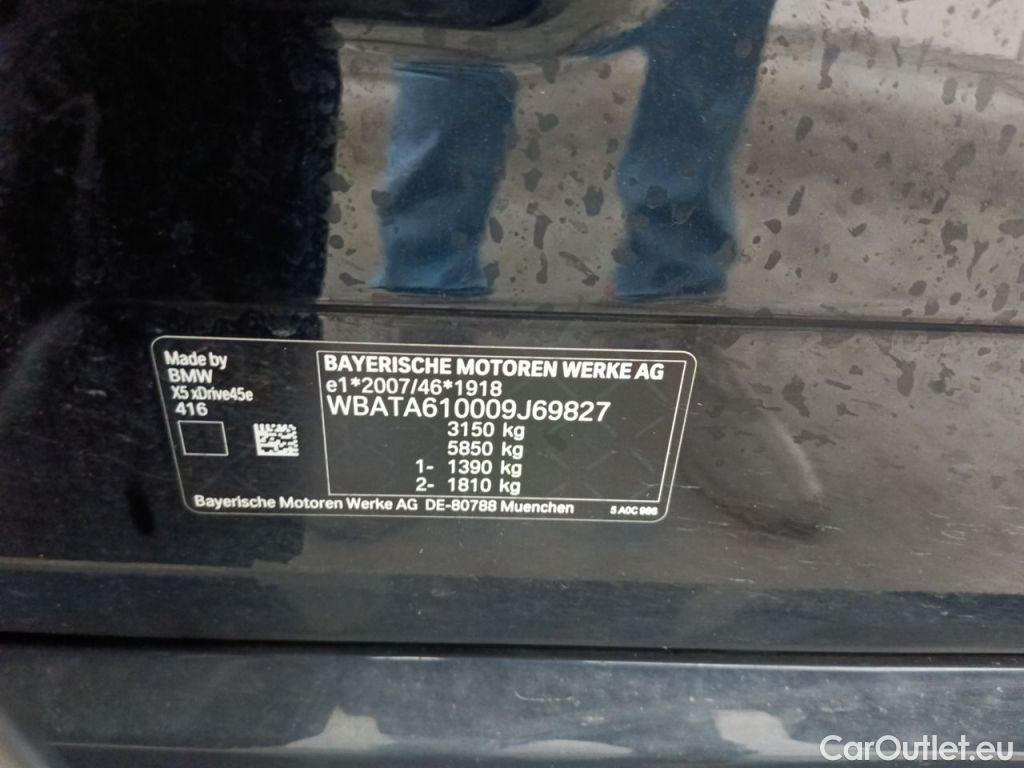 Made by
BMW
X5 xDrive45e
416
BAYERISCHE MOTOREN WERKE AG
e1*2007/46*1918
WBATA610009J69827
3150 kg
5850 kg
1- 1390 kg
2- 1810 kg
Bayerische Motoren Werke AG DE-80788 Muenchen
5 A0C 986
CarOutlet.eu